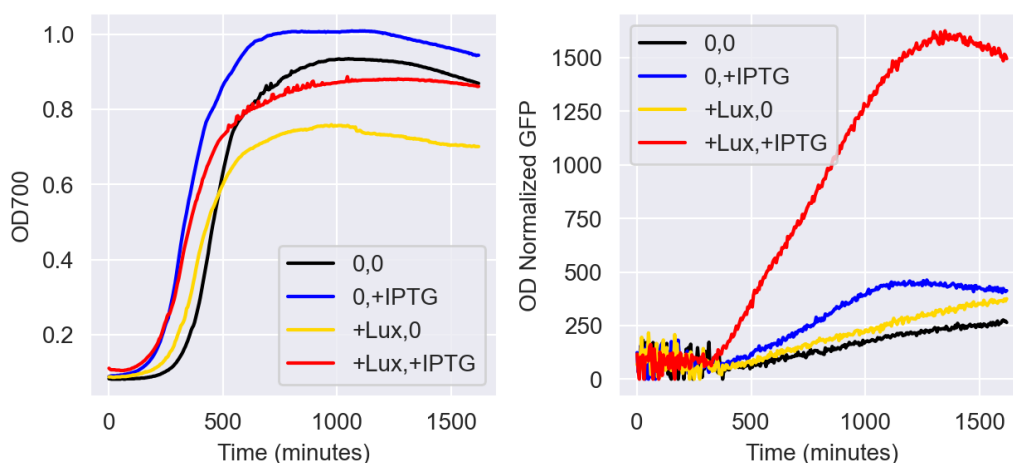 OD700
1.0
0.8
0.6
0.4
0.2
0,0
0,+IPTG
+Lux,0
+Lux,+IPTG
0
500
1000
1500
Time (minutes)
OD Normalized GFP
1500
1250
1000
750
500
250
0
0,0
0,+IPTG
+Lux,0
+Lux,+IPTG
0
500
1000
1500
Time (minutes)